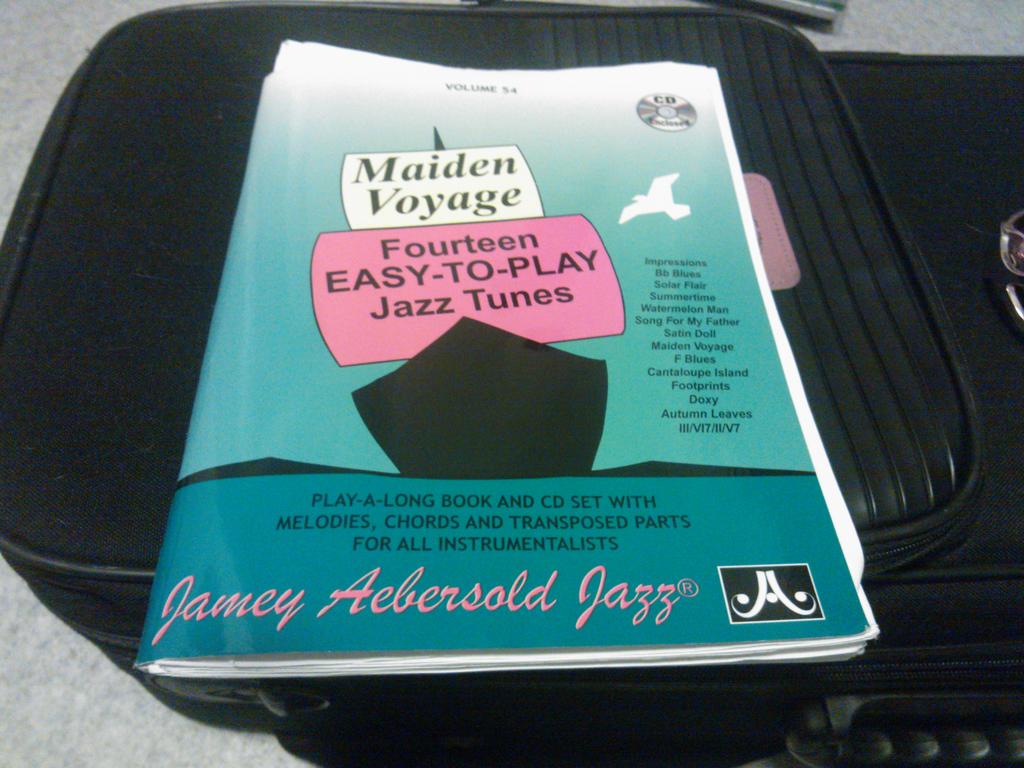 VOLUME 54
CD
Enclosed
Maiden
Voyage
Fourteen
EASY-TO-PLAY
Jazz Tunes
Impressions
Bb Blues
Solar Flair
Summertime
Watermelon Man
Song For My Father
Satin Doll
Maiden Voyage
F Blues
Cantaloupe Island
Footprints
Doxy
Autumn Leaves
III/VI7/II/V7
PLAY-A-LONG BOOK AND CD SET WITH
MELODIES, CHORDS AND TRANSPOSED PARTS
FOR ALL INSTRUMENTALISTS
Jamey Aebersold Jazz®
JA